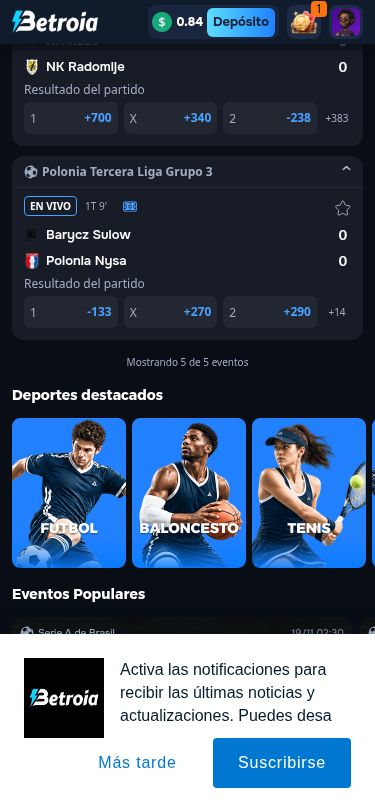 Betroia
$ 0.84 Depósito
1
NK Radomlje 0
Resultado del partido
1 +700 X +340 2 -238 +383
Polonia Tercera Liga Grupo 3
EN VIVO 1T 9'
Barycz Sulow 0
Polonia Nysa 0
Resultado del partido
1 -133 X +270 2 +290 +14
Mostrando 5 de 5 eventos
Deportes destacados
FÚTBOL BALONCESTO TENIS
Eventos Populares
Serie A de Brasil 19/11 02:30
Betroia
Activa las notificaciones para
recibir las últimas noticias y
actualizaciones. Puedes desa
Más tarde Suscribirse